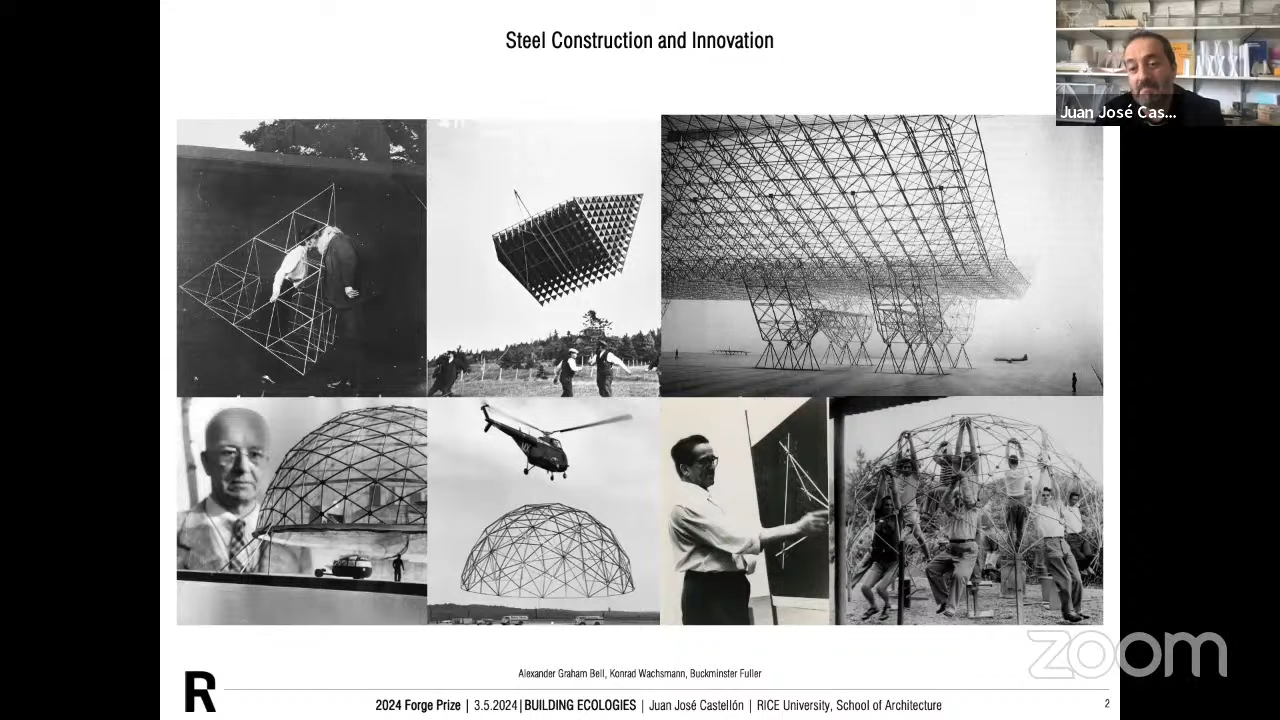 Steel Construction and Innovation
Juan José Cas...
zoom
Alexander Graham Bell, Konrad Wachsmann, Buckminster Fuller
R
2024 Forge Prize | 3.5.2024 | BUILDING ECOLOGIES | Juan José Castellón | RICE University, School of Architecture
2